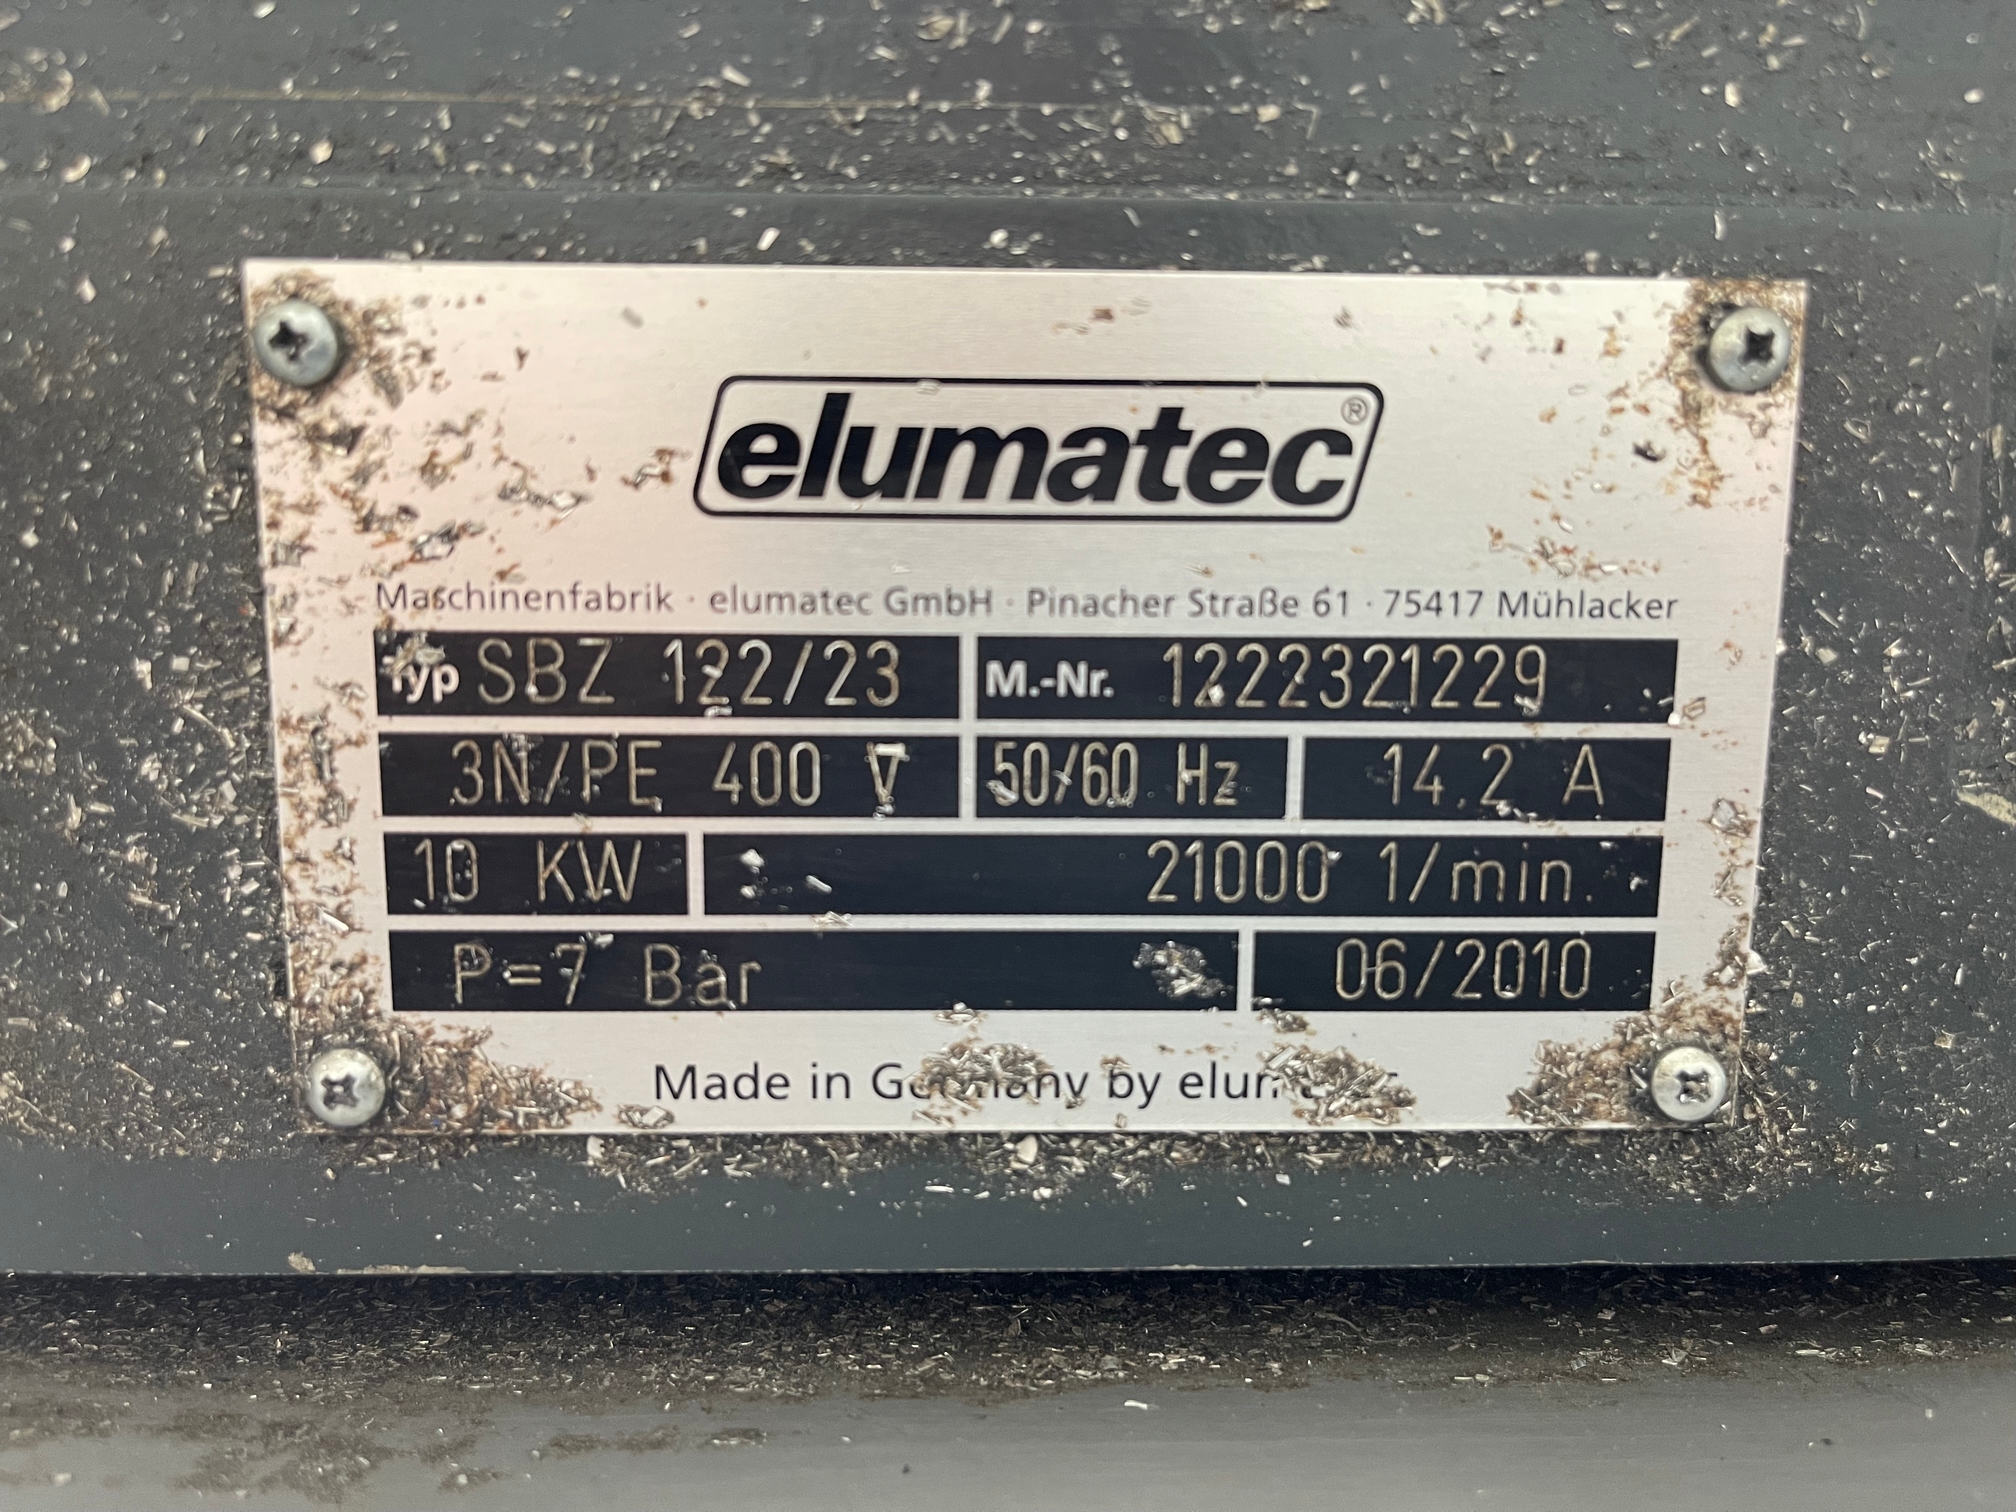 elumatec®
Maschinenfabrik · elumatec GmbH · Pinacher Straße 61 · 75417 Mühlacker
Typ SBZ 122/23 M.-Nr. 1222321229
3N/PE 400 V 50/60 Hz 14.2 A
10 KW 21000 1/min.
P=7 Bar 06/2010
Made in Germany by elumatec